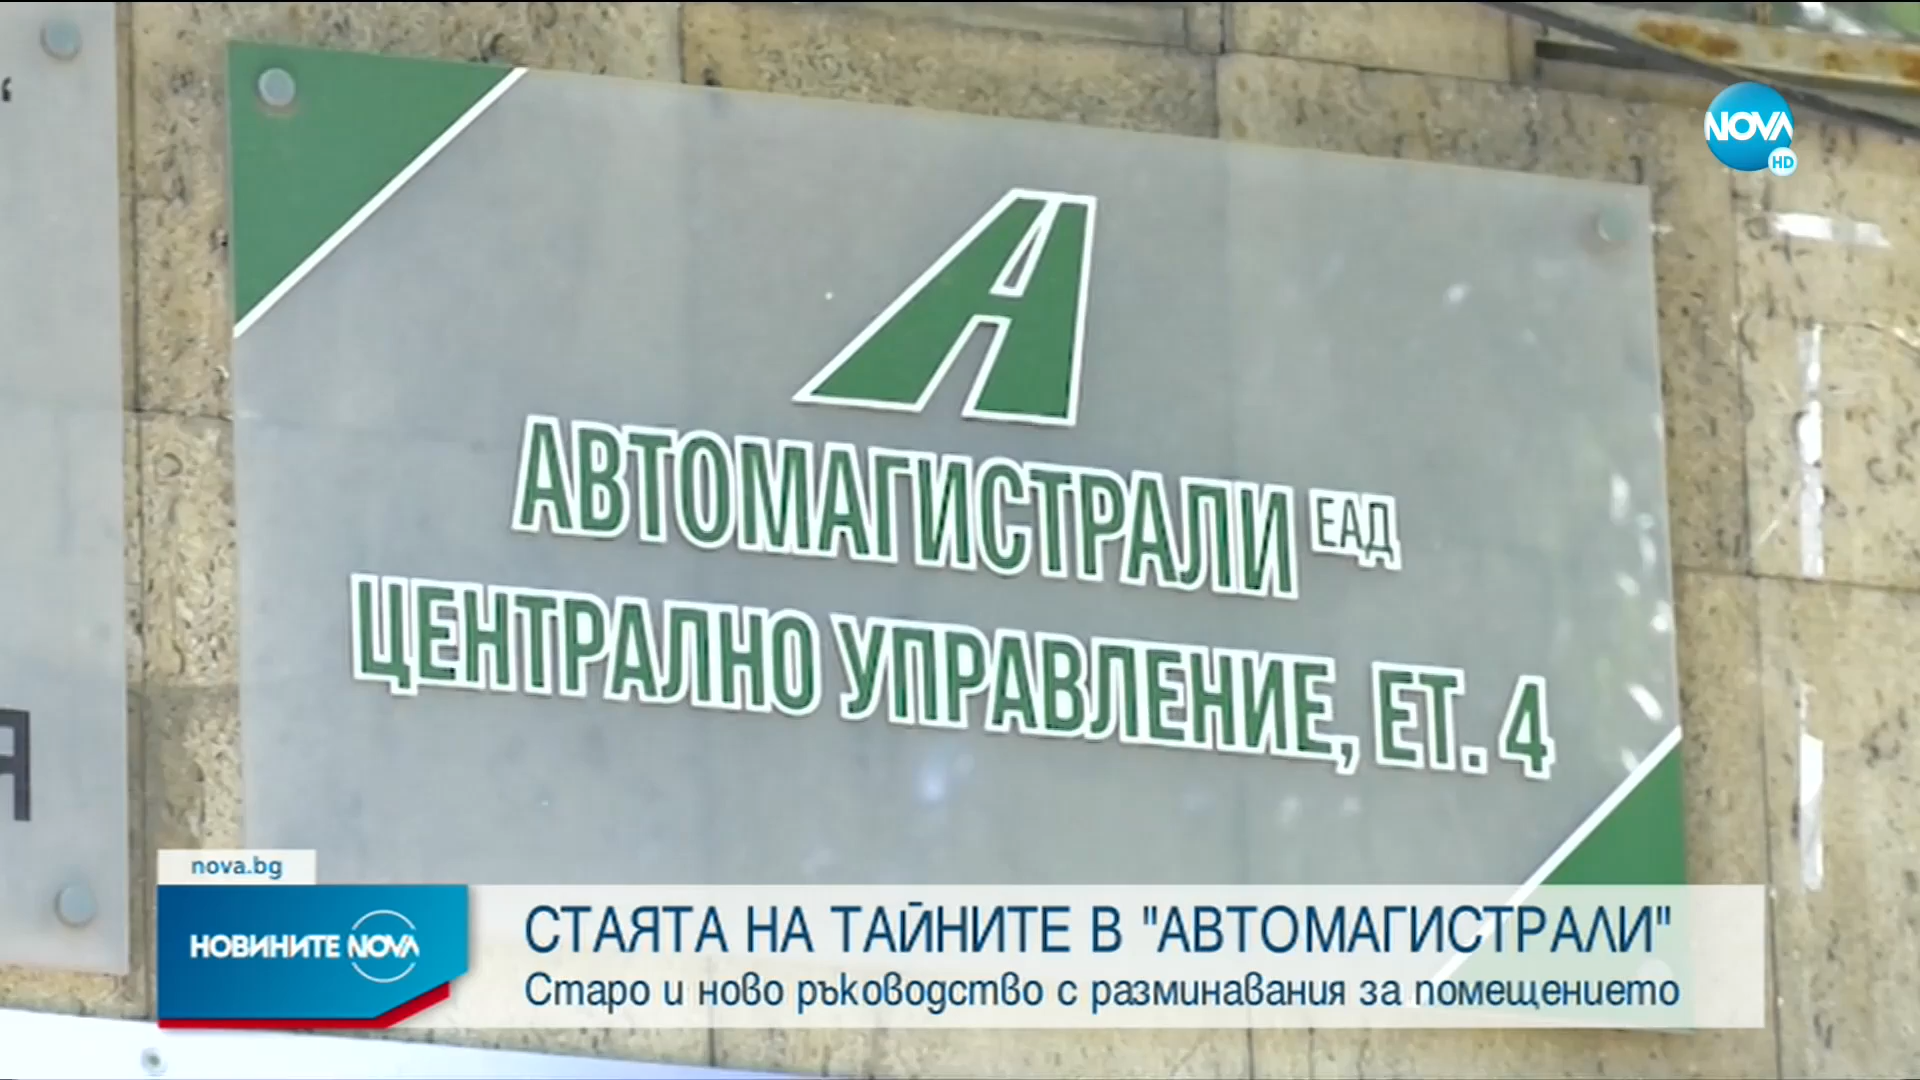 NOVA
HD
АВТОМАГИСТРАЛИ ЕАД
ЦЕНТРАЛНО УПРАВЛЕНИЕ, ЕТ. 4
Я
nova.bg
НОВИНИТЕ NOVA
СТАЯТА НА ТАЙНИТЕ В "АВТОМАГИСТРАЛИ"
Старо и ново ръководство с разминавания за помещението